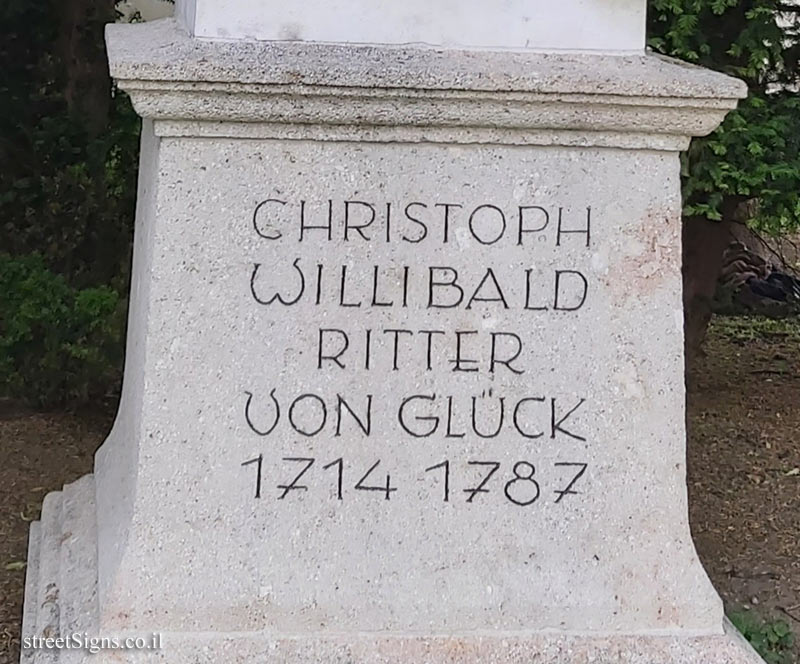 CHRISTOPH
WILLIBALD
RITTER
VON GLÜCK
1714 1787
streetSigns.co.il